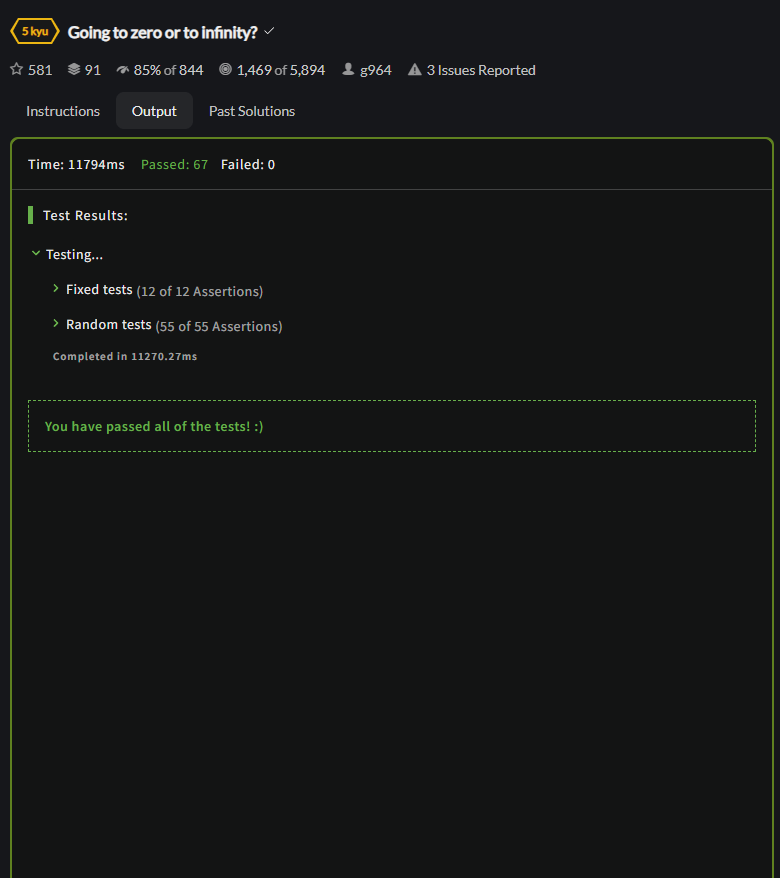 5 kyu Going to zero or to infinity?
581 91 85% of 844 1,469 of 5,894 g964 3 Issues Reported
Instructions Output Past Solutions
Time: 11794ms Passed: 67 Failed: 0
Test Results:
Testing...
Fixed tests (12 of 12 Assertions)
Random tests (55 of 55 Assertions)
Completed in 11270.27ms
You have passed all of the tests! :)